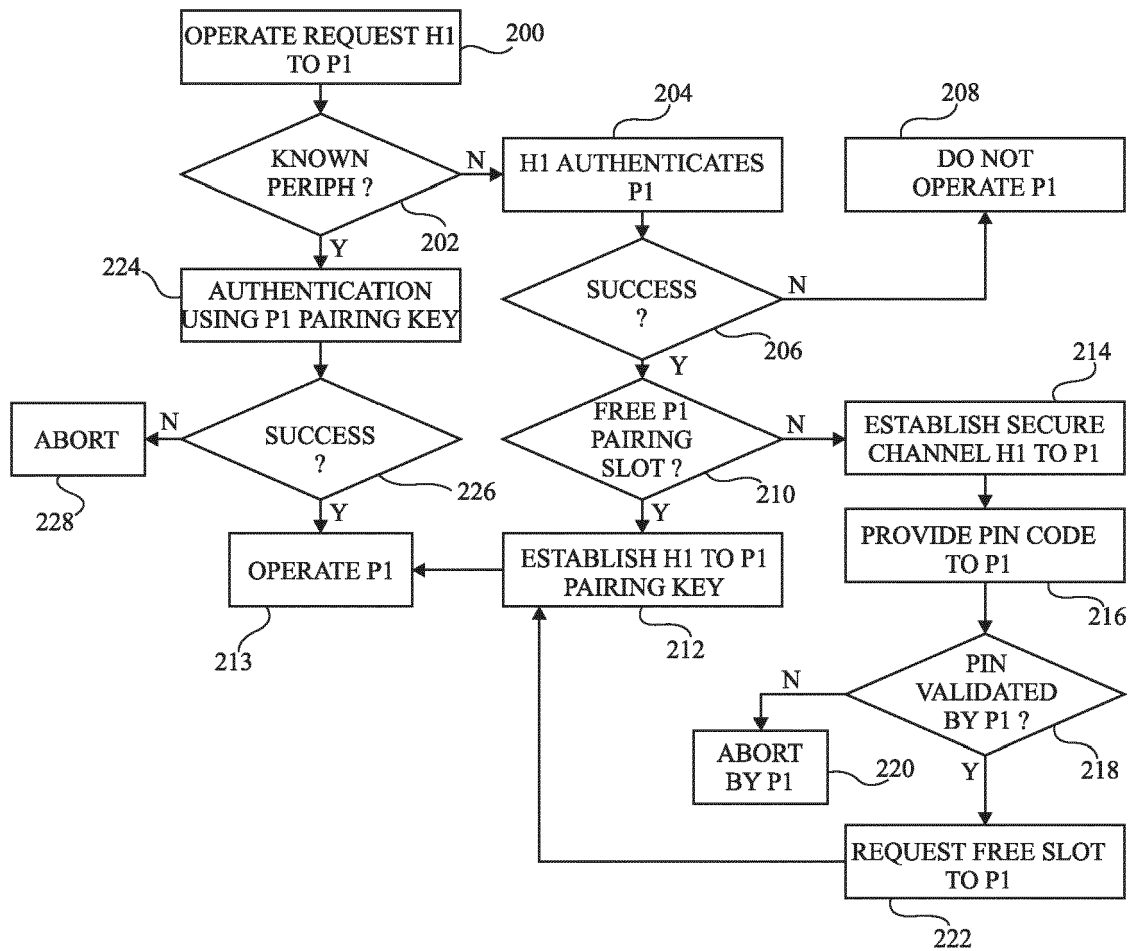 OPERATE REQUEST H1
TO P1
200
KNOWN
PERIPH ?
N
202
Y
204
H1 AUTHENTICATES
P1
208
DO NOT
OPERATE P1
224
AUTHENTICATION
USING P1 PAIRING KEY
SUCCESS
?
N
206
Y
SUCCESS
?
N
226
Y
ABORT
228
FREE P1
PAIRING
SLOT ?
N
210
Y
214
ESTABLISH SECURE
CHANNEL H1 TO P1
OPERATE P1
213
ESTABLISH H1 TO P1
PAIRING KEY
212
PROVIDE PIN CODE
TO P1
216
PIN
VALIDATED
BY P1 ?
N
218
Y
ABORT
BY P1
220
REQUEST FREE SLOT
TO P1
222